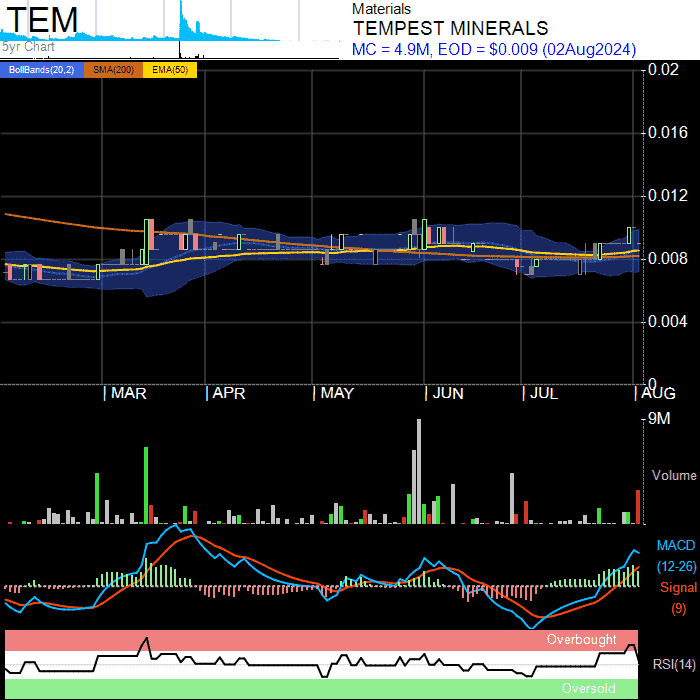 TEM
5yr Chart
Materials
TEMPEST MINERALS
MC = 4.9M, EOD = $0.009 (02Aug2024)
BollBands(20,2) SMA(200) EMA(50)
0.02
0.016
0.012
0.008
0.004
0
MAR APR MAY JUN JUL AUG
9M
Volume
MACD
(12-26)
Signal
(9)
Overbought
RSI(14)
Oversold